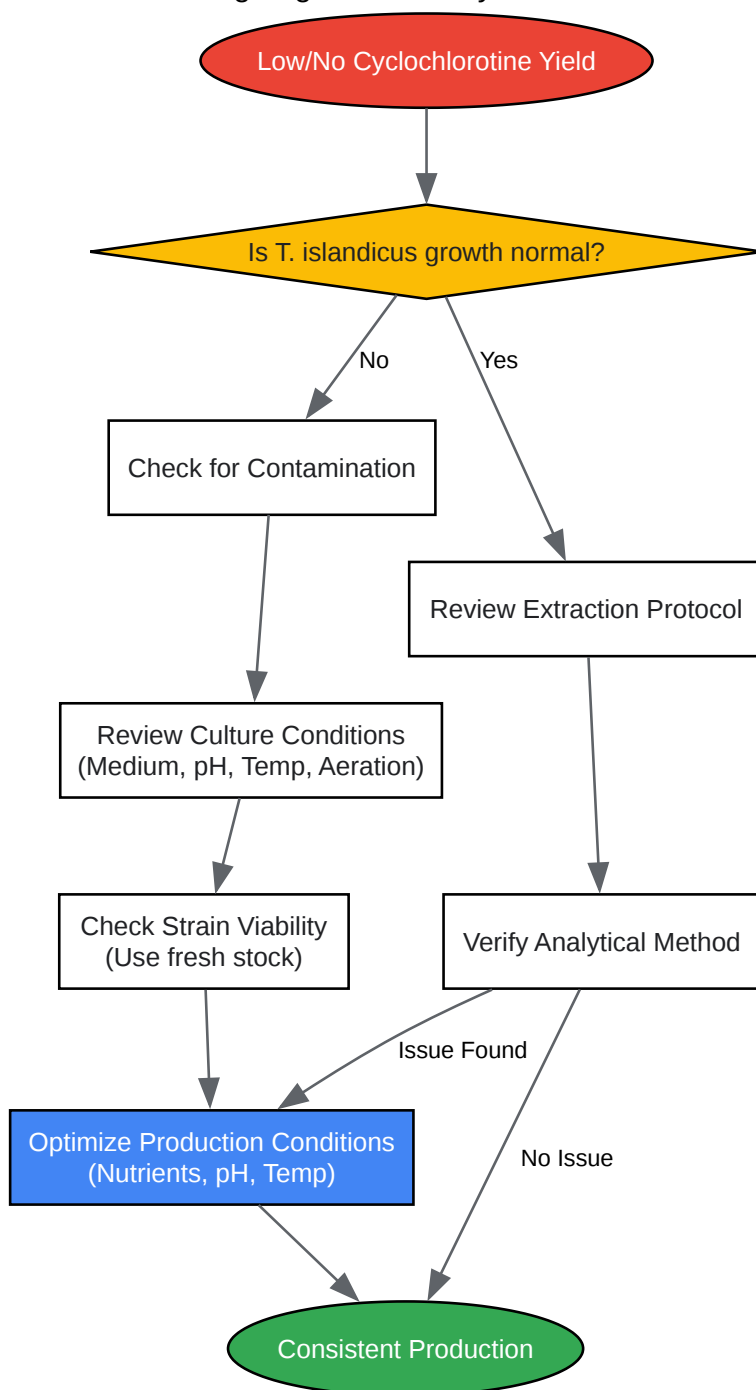 Low/No Cyclochlorotine Yield
Is T. islandicus growth normal?
No
Yes
Check for Contamination
Review Extraction Protocol
Review Culture Conditions
(Medium, pH, Temp, Aeration)
Check Strain Viability
(Use fresh stock)
Verify Analytical Method
Issue Found
Optimize Production Conditions
(Nutrients, pH, Temp)
No Issue
Consistent Production